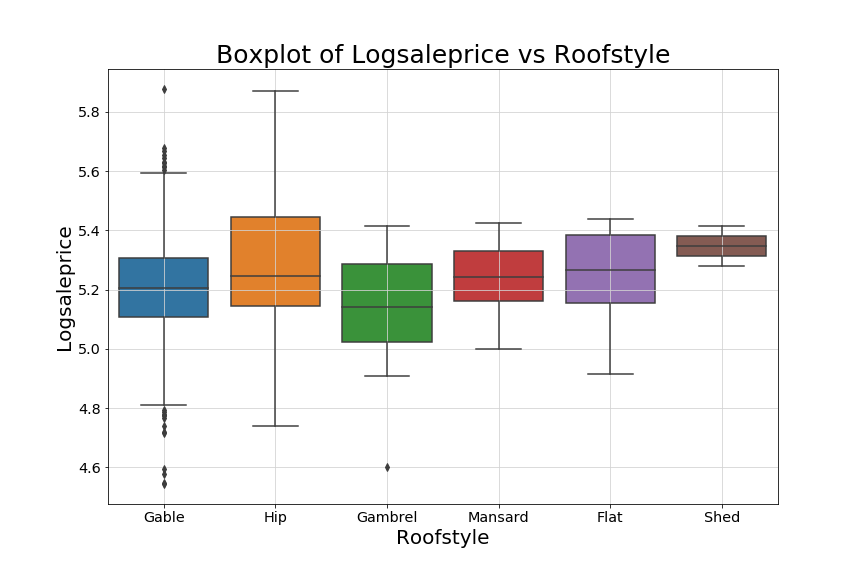 Boxplot of Logsaleprice vs Roofstyle
Logsaleprice
5.8
5.6
5.4
5.2
5.0
4.8
4.6
Gable Hip Gambrel Mansard Flat Shed
Roofstyle